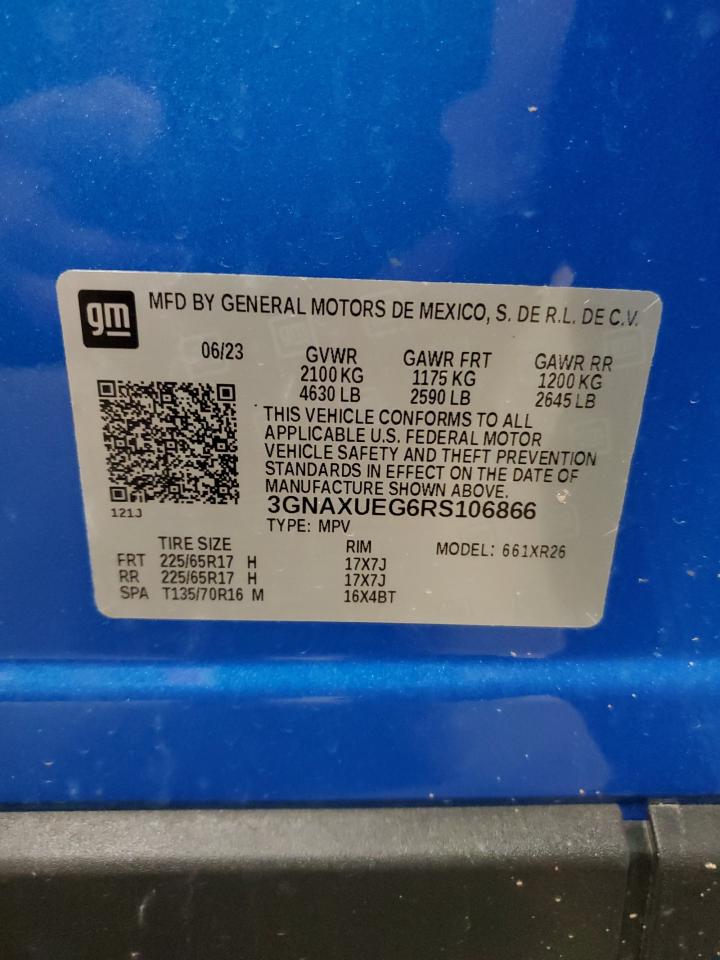 gm
MFD BY GENERAL MOTORS DE MEXICO, S. DE R.L. DE C.V.
06/23 GVWR GAWR FRT GAWR RR
2100 KG 1175 KG 1200 KG
4630 LB 2590 LB 2645 LB
THIS VEHICLE CONFORMS TO ALL
APPLICABLE U.S. FEDERAL MOTOR
VEHICLE SAFETY AND THEFT PREVENTION
STANDARDS IN EFFECT ON THE DATE OF
MANUFACTURE SHOWN ABOVE.
121J
3GNAXUEG6RS106866
TYPE: MPV
TIRE SIZE RIM MODEL: 661XR26
FRT 225/65R17 H 17X7J
RR 225/65R17 H 17X7J
SPA T135/70R16 M 16X4BT